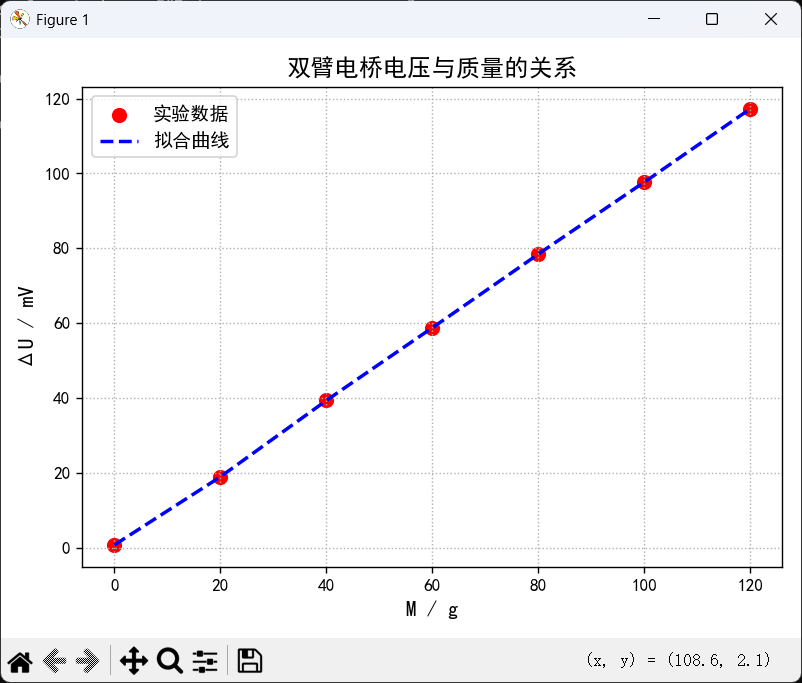 Figure 1
双臂电桥电压与质量的关系
实验数据
拟合曲线
120
100
80
60
40
20
0
ΔU / mV
0 20 40 60 80 100 120
M / g
(x, y) = (108.6, 2.1)